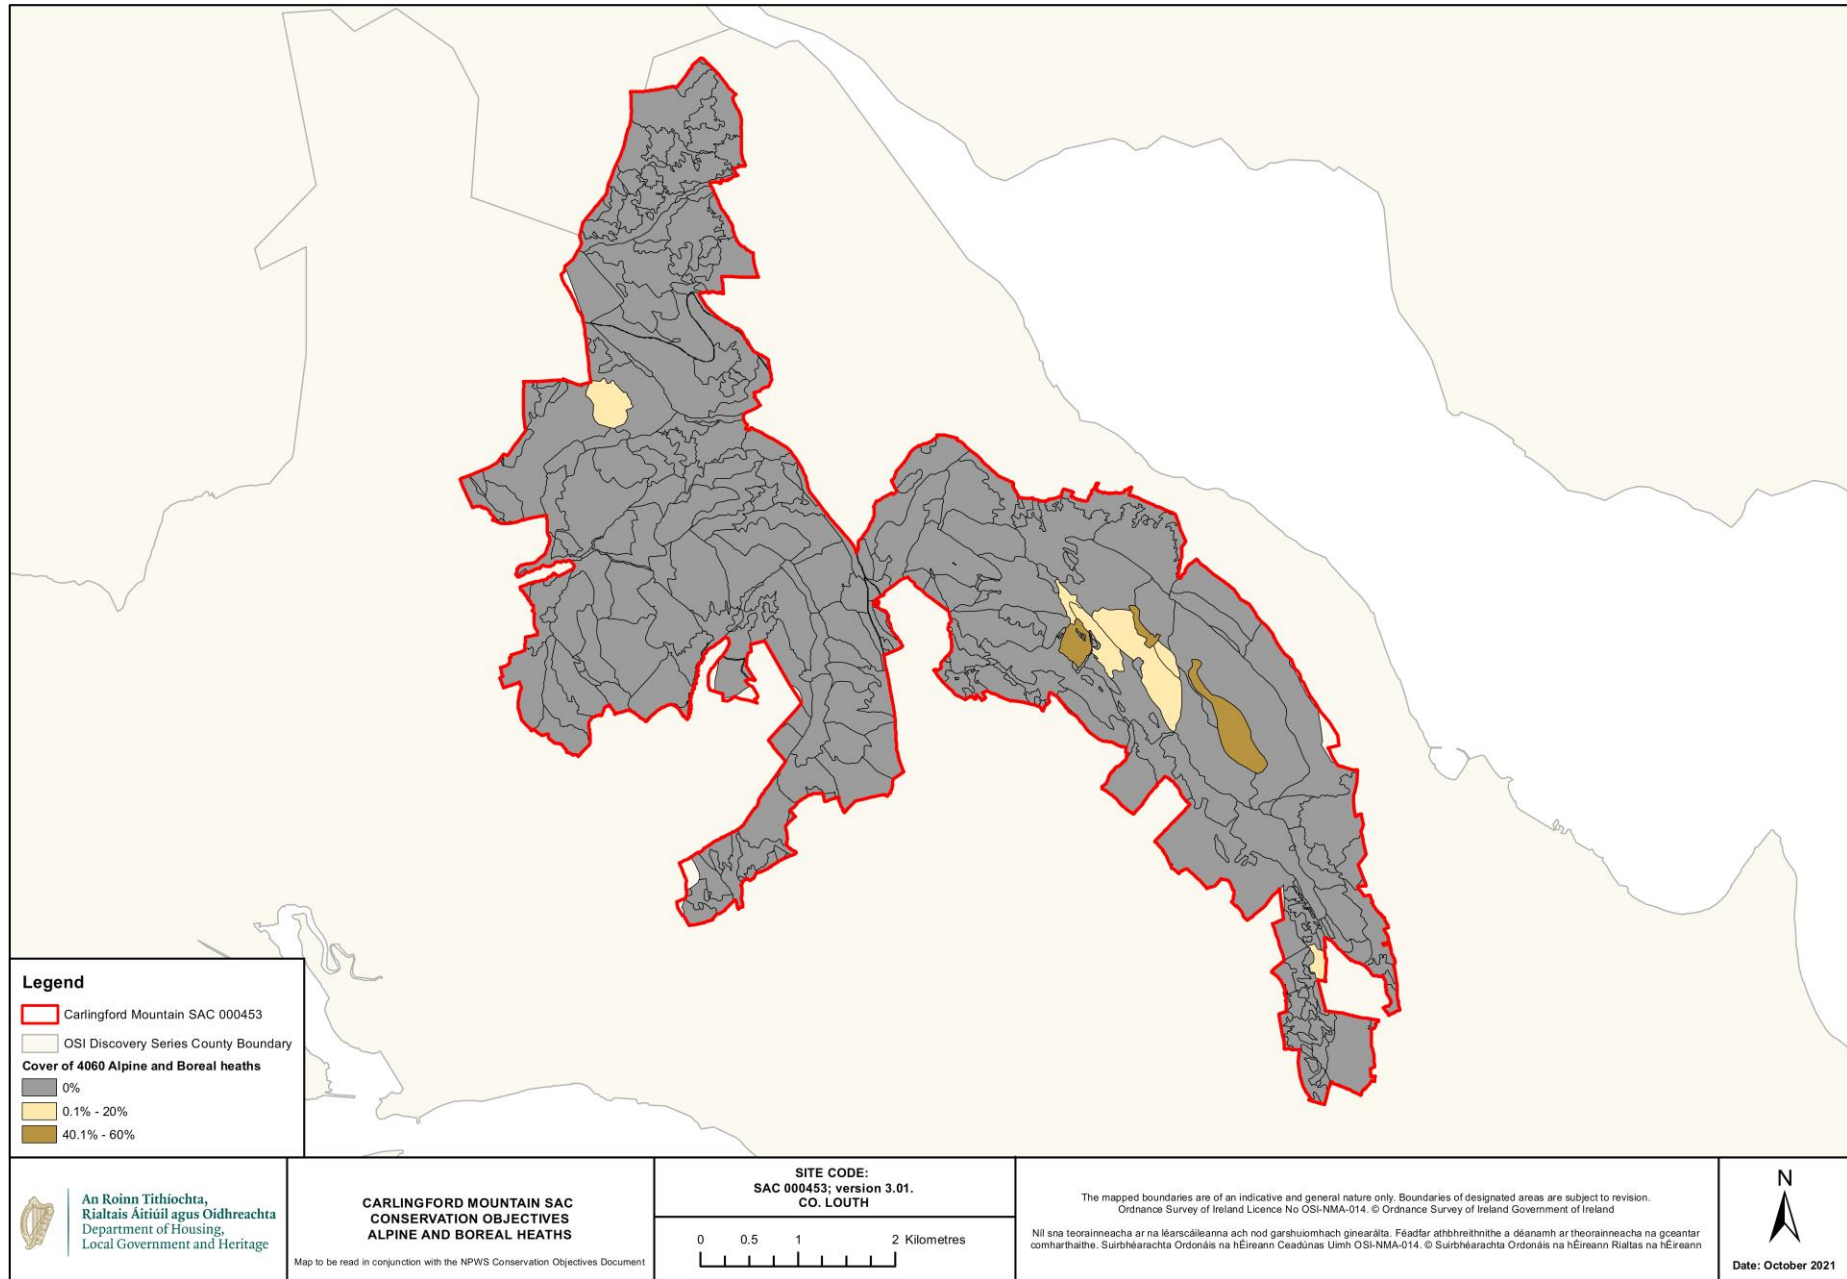 Legend
Carlingford Mountain SAC 000453
OSI Discovery Series County Boundary
Cover of 4060 Alpine and Boreal heaths
0%
0.1% - 20%
40.1% - 60%
An Roinn Tithíochta,
Rialtais Áitiúil agus Oidhreachta
Department of Housing,
Local Government and Heritage
CARLINGFORD MOUNTAIN SAC
CONSERVATION OBJECTIVES
ALPINE AND BOREAL HEATHS
Map to be read in conjunction with the NPWS Conservation Objectives Document
SITE CODE:
SAC 000453; version 3.01.
CO. LOUTH
0 0.5 1 2 Kilometres
The mapped boundaries are of an indicative and general nature only. Boundaries of designated areas are subject to revision.
Ordnance Survey of Ireland Licence No OSI-NMA-014. © Ordnance Survey of Ireland Government of Ireland
Níl sna teorainneacha ar na léarscáileanna ach nod garshuiomhach ginearálta. Féadfar athbhreithnithe a déanamh ar theorainneacha na gceantar
comharthaithe. Suirbhéarachta Ordonáis na hÉireann Ceadúnas Uimh OSI-NMA-014. © Suirbhéarachta Ordonáis na hÉireann Rialtas na hÉireann
N
Date: October 2021